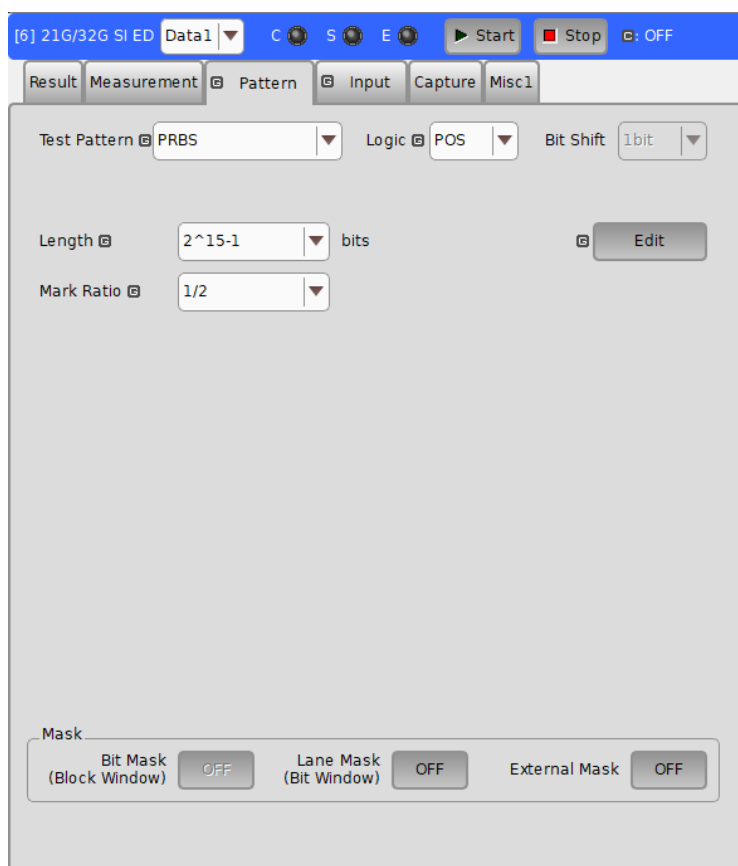 [6] 21G/32G SI ED Data1 C S E Start Stop C: OFF
Result Measurement G Pattern G Input Capture Misc1
Test Pattern G PRBS Logic G POS Bit Shift 1bit
Length G 2^15-1 bits G Edit
Mark Ratio G 1/2
Mask
Bit Mask
(Block Window) OFF
Lane Mask
(Bit Window) OFF
External Mask OFF